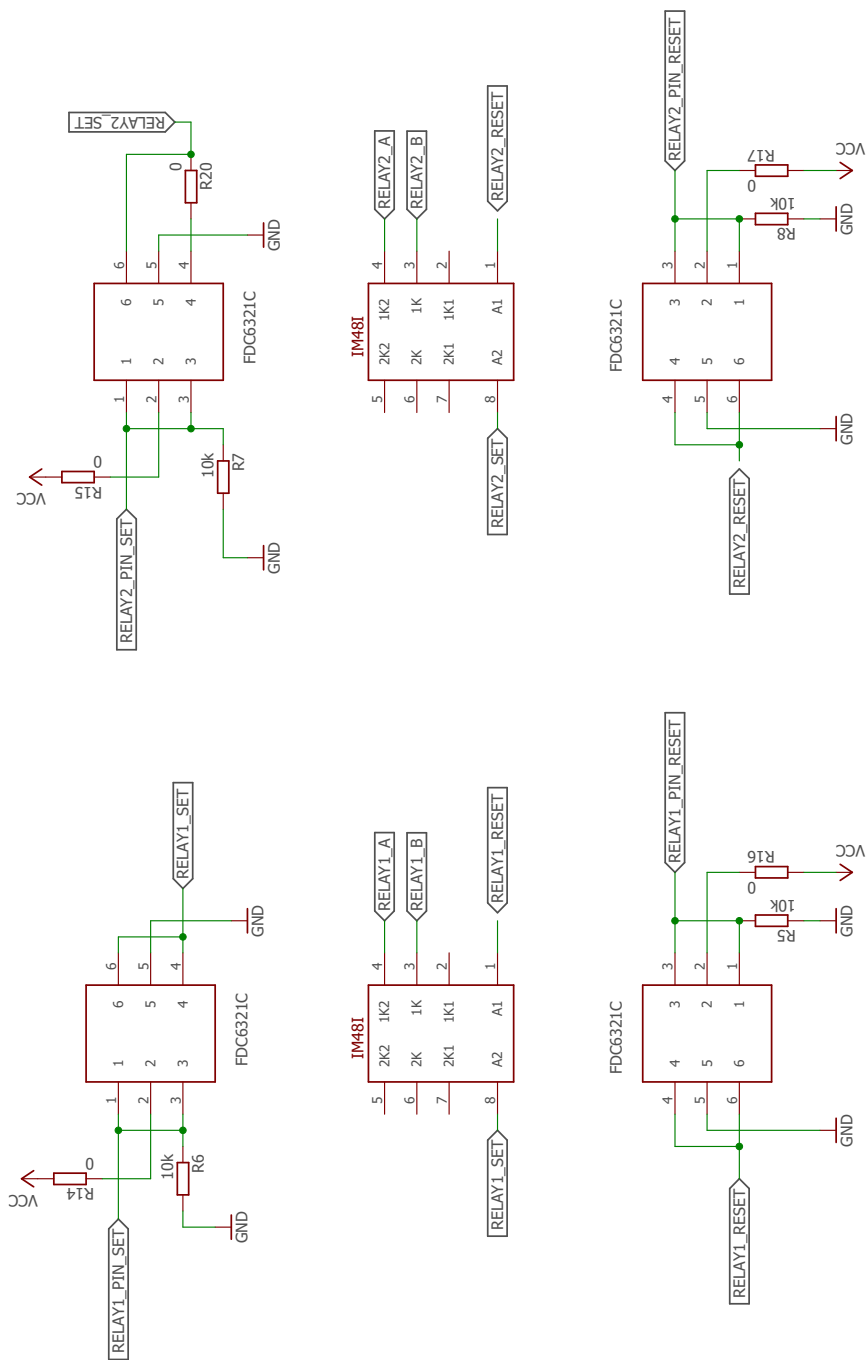 RELAY2_SET
0
R20
6
5
4
GND
6
5
4
1
2
3
FDC6321C
1
2
3
VCC
0
R15
10k
R7
GND
RELAY2_PIN_SET
RELAY2_A
RELAY2_B
RELAY2_RESET
4
3
2
1
IM48I
1K2
1K
1K1
A1
2K2
2K
2K1
A2
5
6
7
8
RELAY2_SET
RELAY2_PIN_RESET
R17
0
VCC
10k
R8
GND
3
2
1
FDC6321C
3
2
1
4
5
6
4
5
6
GND
RELAY2_RESET
RELAY1_SET
GND
6
5
4
6
5
4
1
2
3
FDC6321C
1
2
3
VCC
0
R14
10k
R6
GND
RELAY1_PIN_SET
RELAY1_A
RELAY1_B
RELAY1_RESET
4
3
2
1
IM48I
1K2
1K
1K1
A1
2K2
2K
2K1
A2
5
6
7
8
RELAY1_SET
RELAY1_PIN_RESET
R16
0
VCC
10k
R5
GND
3
2
1
FDC6321C
3
2
1
4
5
6
4
5
6
GND
RELAY1_RESET